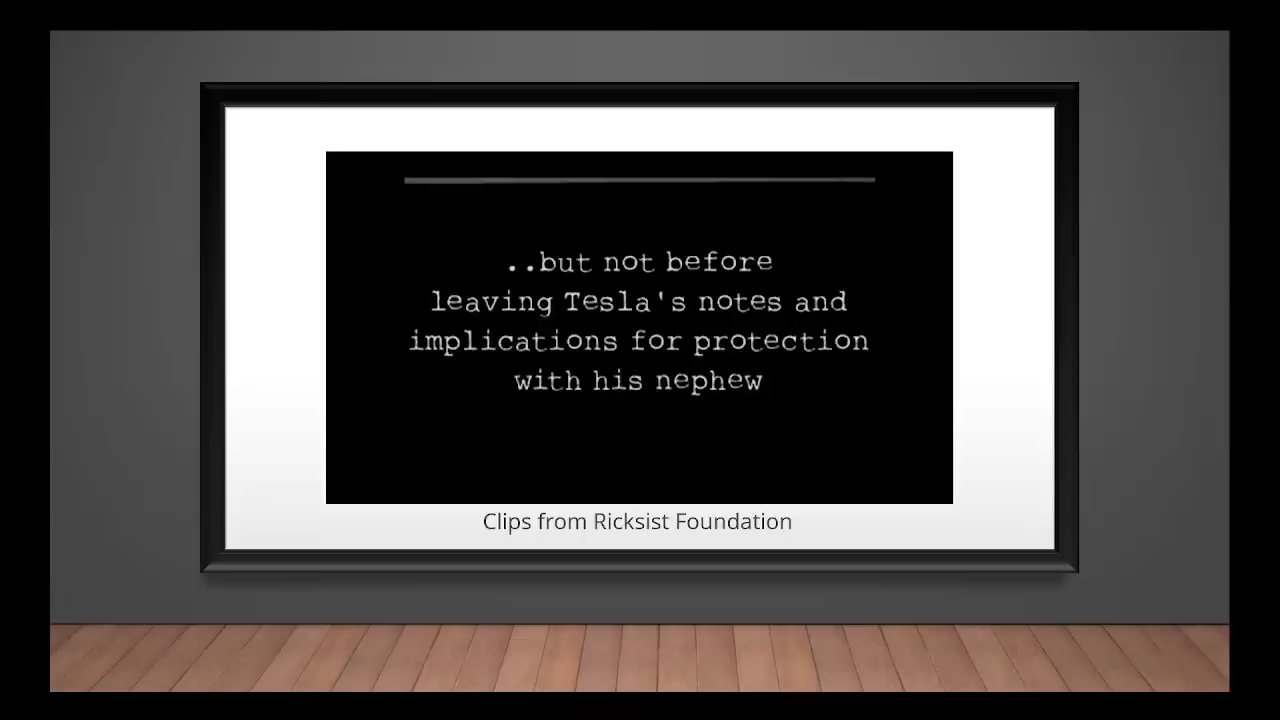 ..but not before
leaving Tesla's notes and
implications for protection
with his nephew
Clips from Ricksist Foundation